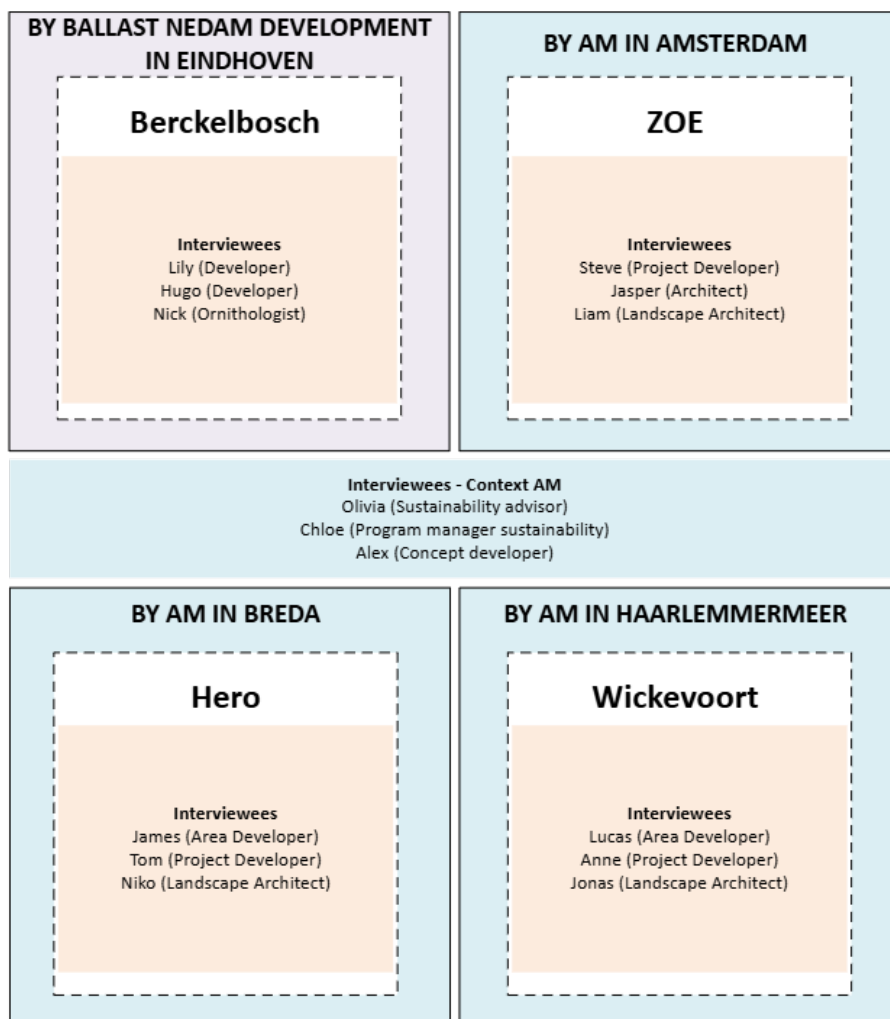 BY BALLAST NEDAM DEVELOPMENT
IN EINDHOVEN
Berckelbosch
Interviewees
Lily (Developer)
Hugo (Developer)
Nick (Ornithologist)
BY AM IN AMSTERDAM
ZOE
Interviewees
Steve (Project Developer)
Jasper (Architect)
Liam (Landscape Architect)
Interviewees - Context AM
Olivia (Sustainability advisor)
Chloe (Program manager sustainability)
Alex (Concept developer)
BY AM IN BREDA
Hero
Interviewees
James (Area Developer)
Tom (Project Developer)
Niko (Landscape Architect)
BY AM IN HAARLEMMERMEER
Wickevoort
Interviewees
Lucas (Area Developer)
Anne (Project Developer)
Jonas (Landscape Architect)